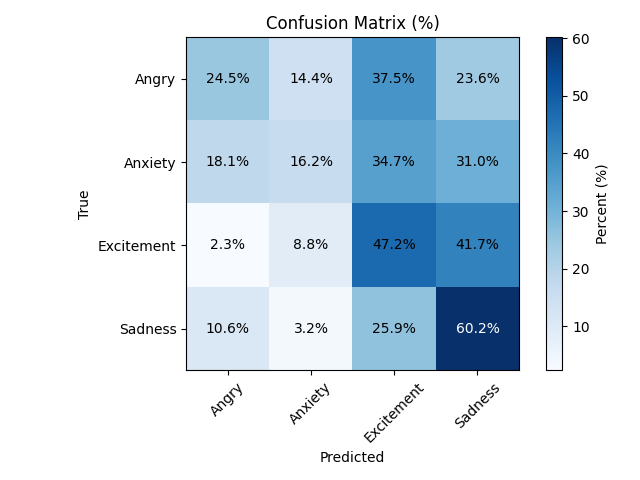 Confusion Matrix (%)
True
Angry 24.5% 14.4% 37.5% 23.6%
Anxiety 18.1% 16.2% 34.7% 31.0%
Excitement 2.3% 8.8% 47.2% 41.7%
Sadness 10.6% 3.2% 25.9% 60.2%
Angry Anxiety Excitement Sadness
Predicted
60
50
40
30
20
10
Percent (%)